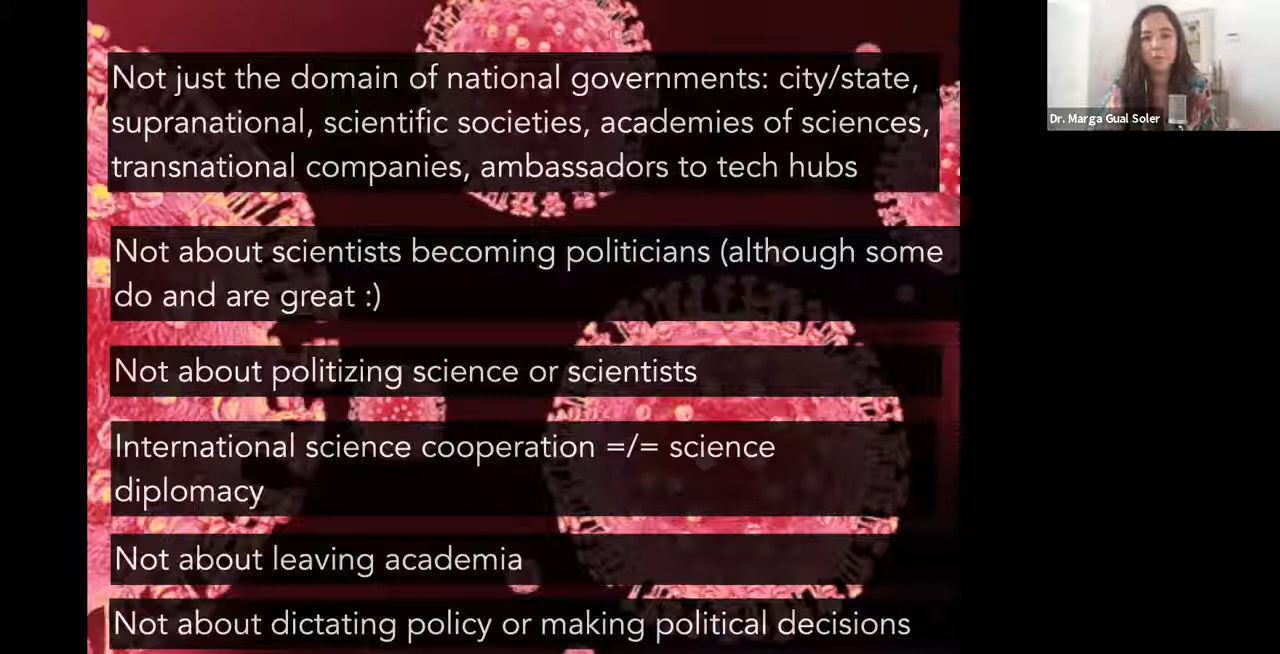 Not just the domain of national governments: city/state,
supranational, scientific societies, academies of sciences,
transnational companies, ambassadors to tech hubs
Not about scientists becoming politicians (although some
do and are great :)
Not about politizing science or scientists
International science cooperation =/= science
diplomacy
Not about leaving academia
Not about dictating policy or making political decisions
Dr. Marga Gual Soler